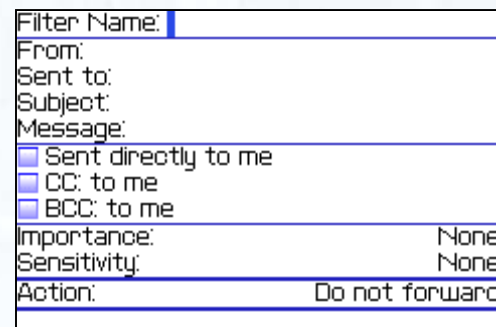 Filter Name:
From:
Sent to:
Subject:
Message:
Sent directly to me
CC: to me
BCC: to me
Importance: None
Sensitivity: None
Action: Do not forward